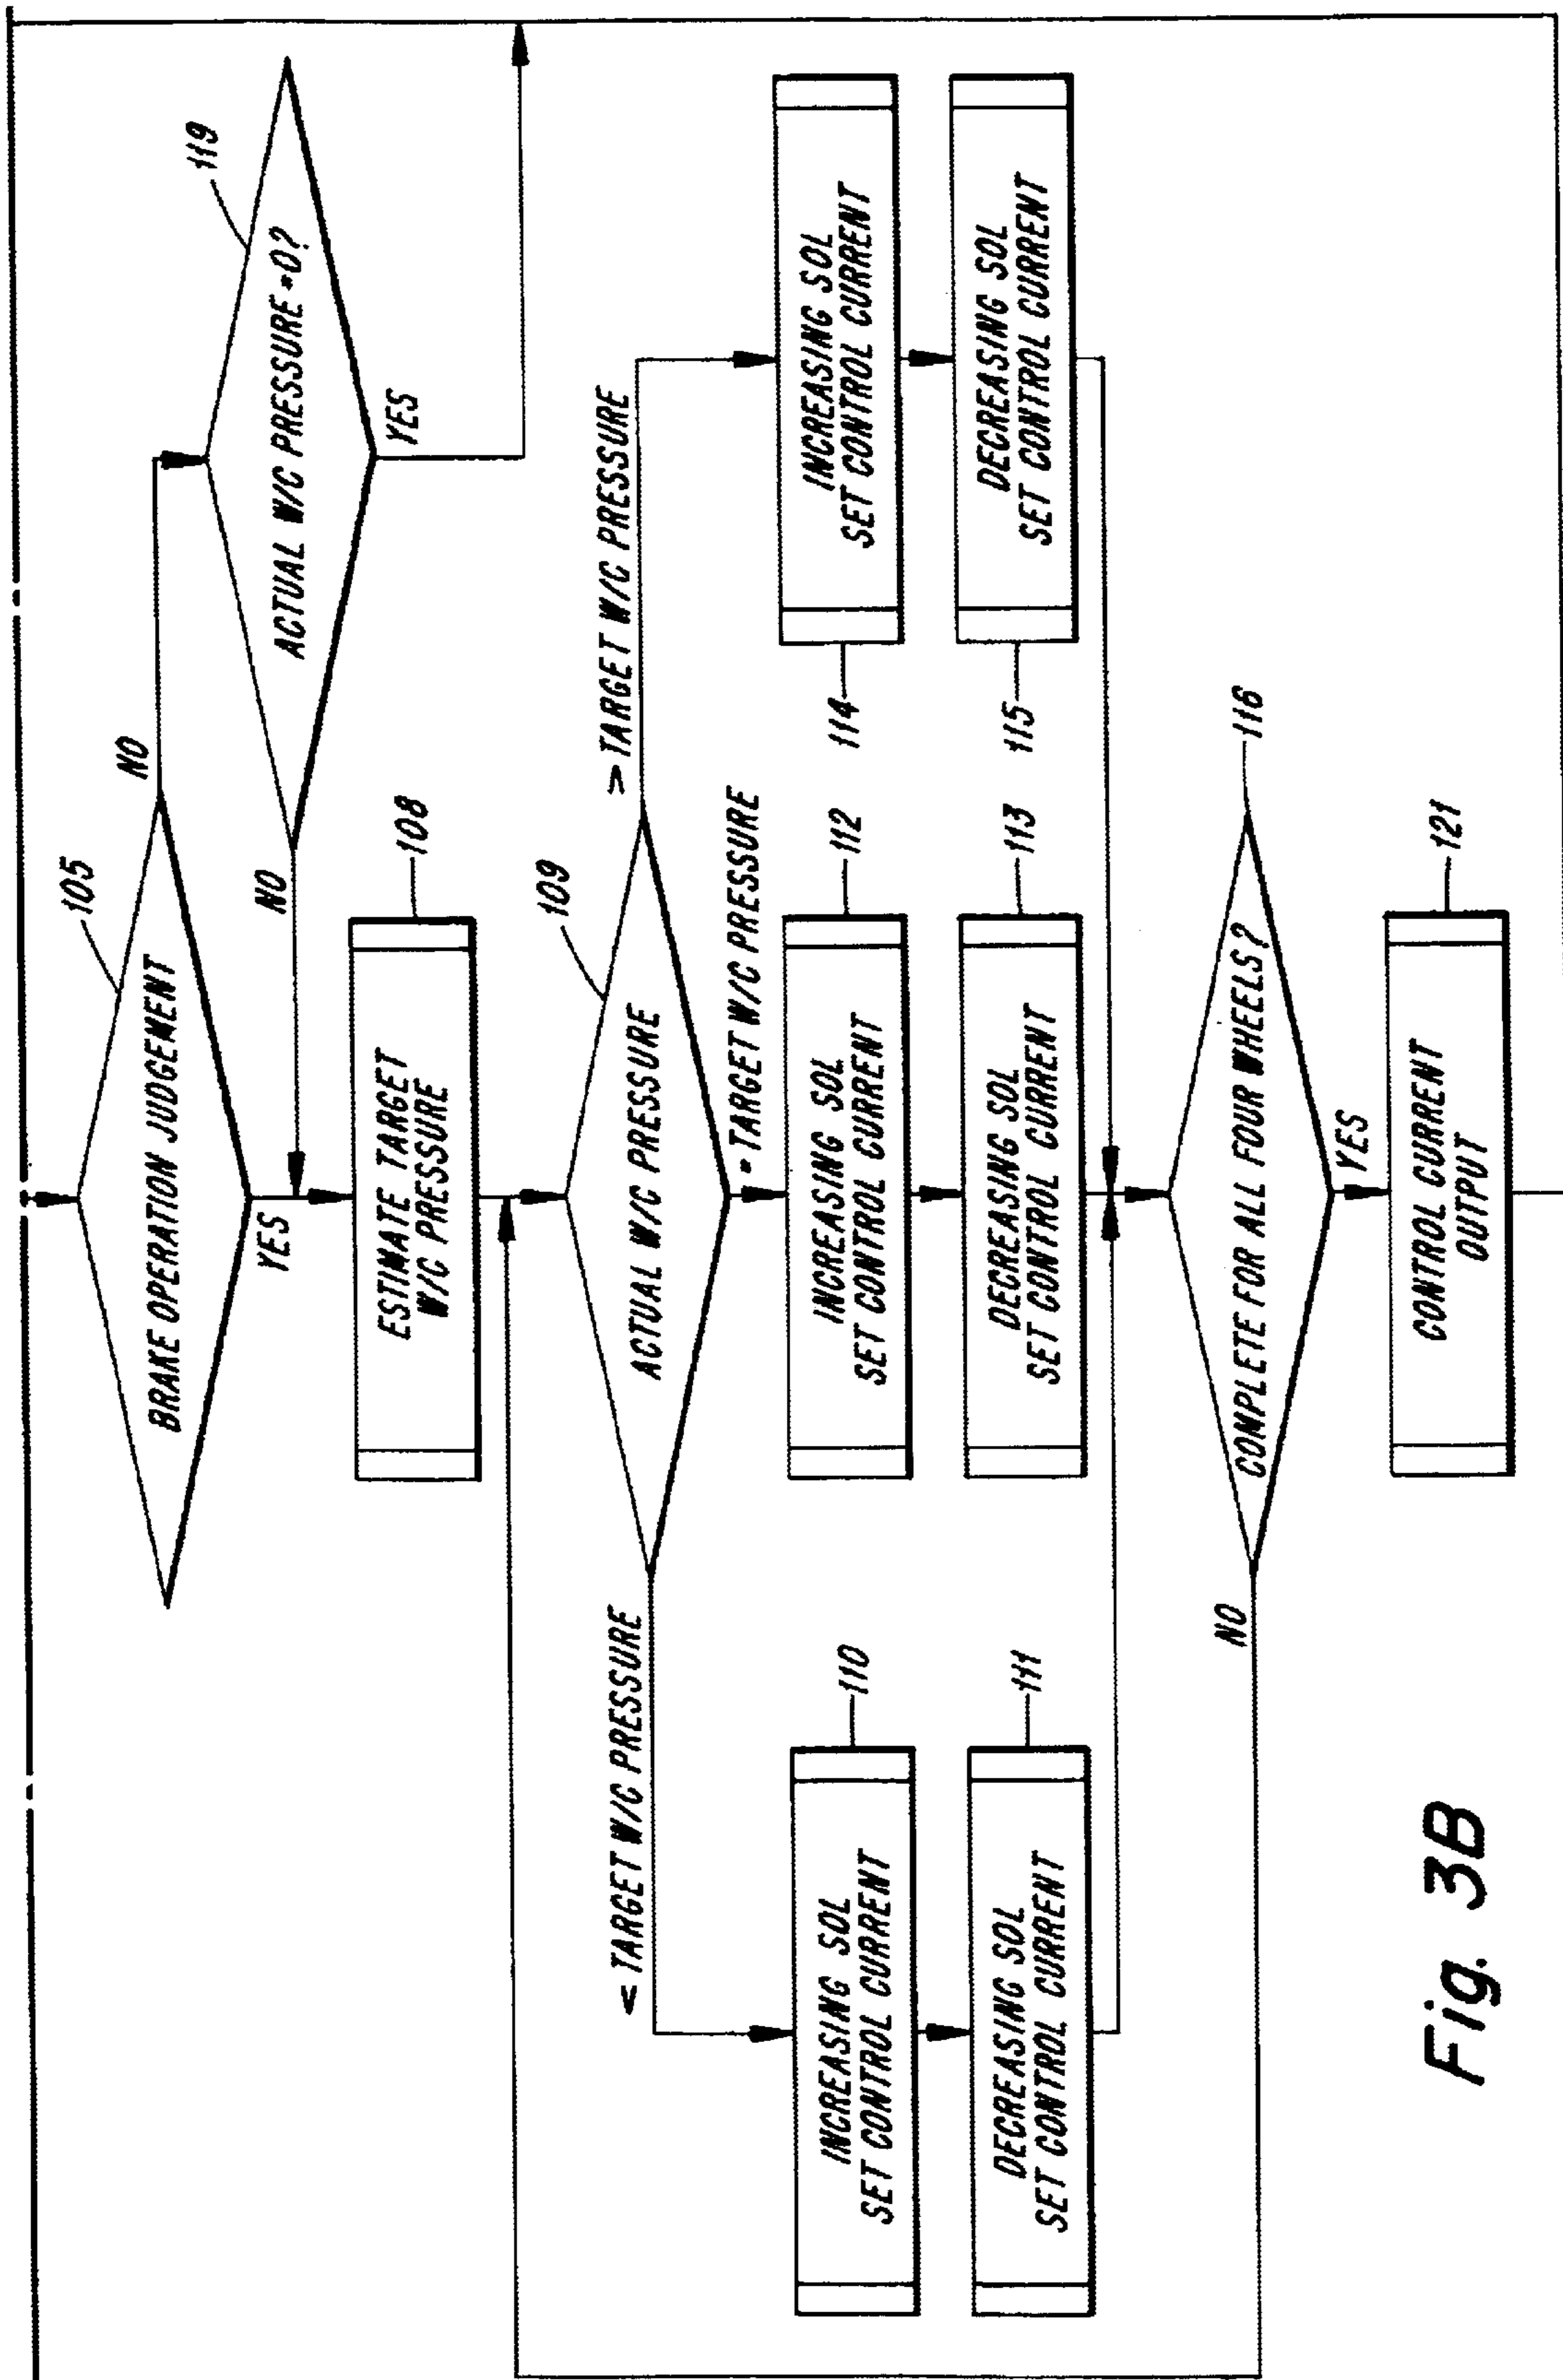 105
BRAKE OPERATION JUDGEMENT
NO
YES
119
ACTUAL W/C PRESSURE=0?
NO
YES
ESTIMATE TARGET
W/C PRESSURE
108
109
ACTUAL W/C PRESSURE
< TARGET W/C PRESSURE
= TARGET W/C PRESSURE
> TARGET W/C PRESSURE
INCREASING SOL
SET CONTROL CURRENT
110
DECREASING SOL
SET CONTROL CURRENT
111
INCREASING SOL
SET CONTROL CURRENT
112
DECREASING SOL
SET CONTROL CURRENT
113
INCREASING SOL
SET CONTROL CURRENT
114
DECREASING SOL
SET CONTROL CURRENT
115
COMPLETE FOR ALL FOUR WHEELS?
116
NO
YES
CONTROL CURRENT
OUTPUT
121
Fig. 3B